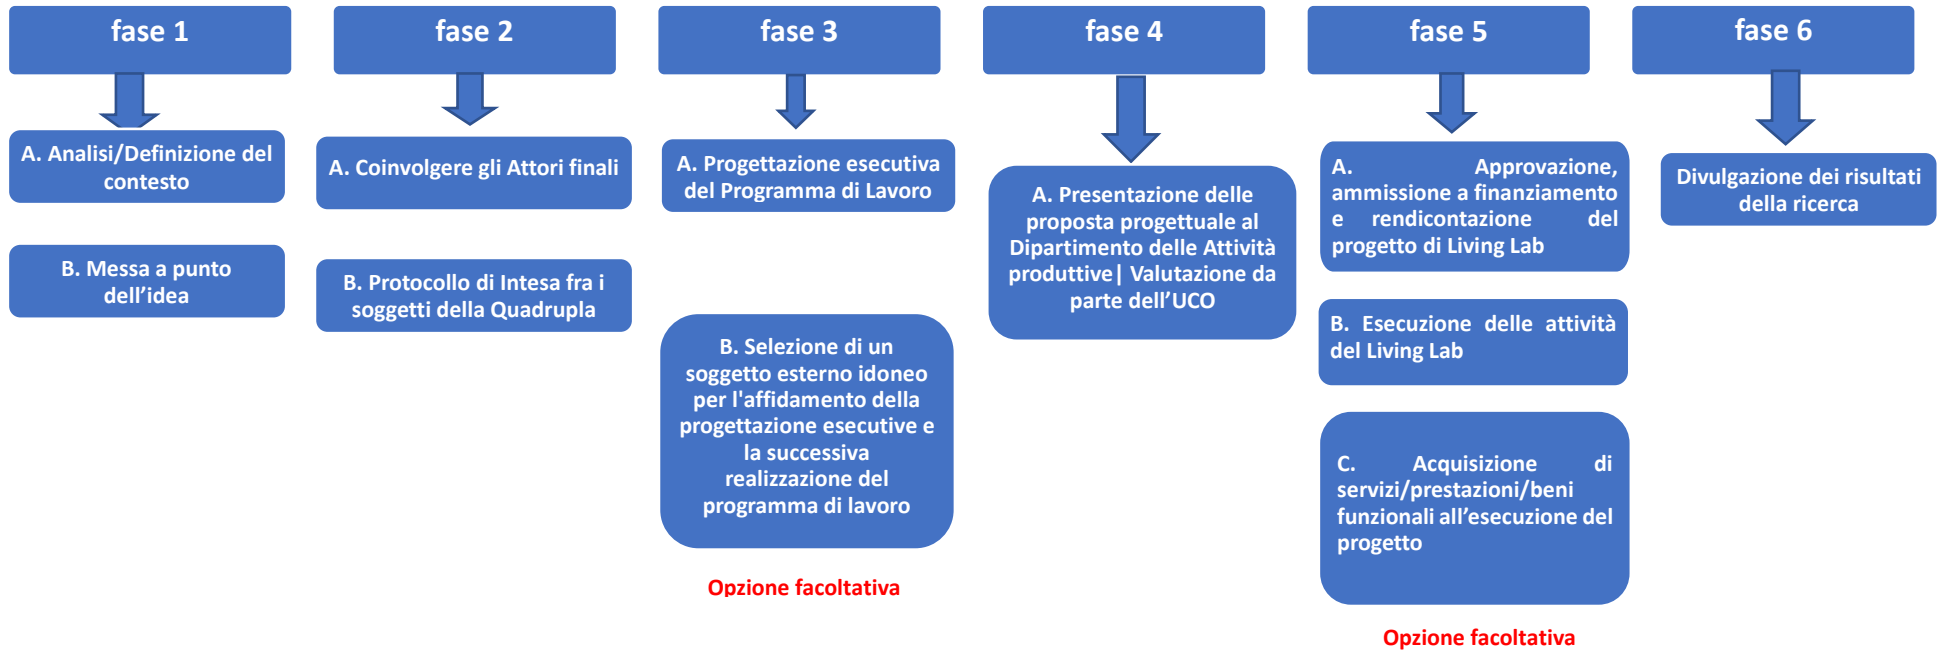 fase 1
A. Analisi/Definizione del
contesto
B. Messa a punto
dell’idea
fase 2
A. Coinvolgere gli Attori finali
B. Protocollo di Intesa fra i
soggetti della Quadrupla
fase 3
A. Progettazione esecutiva
del Programma di Lavoro
B. Selezione di un
soggetto esterno idoneo
per l'affidamento della
progettazione esecutive e
la successiva
realizzazione del
programma di lavoro
Opzione facoltativa
fase 4
A. Presentazione delle
proposta progettuale al
Dipartimento delle Attività
produttive| Valutazione da
parte dell’UCO
fase 5
A. Approvazione,
ammissione a finanziamento
e rendicontazione del
progetto di Living Lab
B. Esecuzione delle attività
del Living Lab
C. Acquisizione di
servizi/prestazioni/beni
funzionali all’esecuzione del
progetto
Opzione facoltativa
fase 6
Divulgazione dei risultati
della ricerca